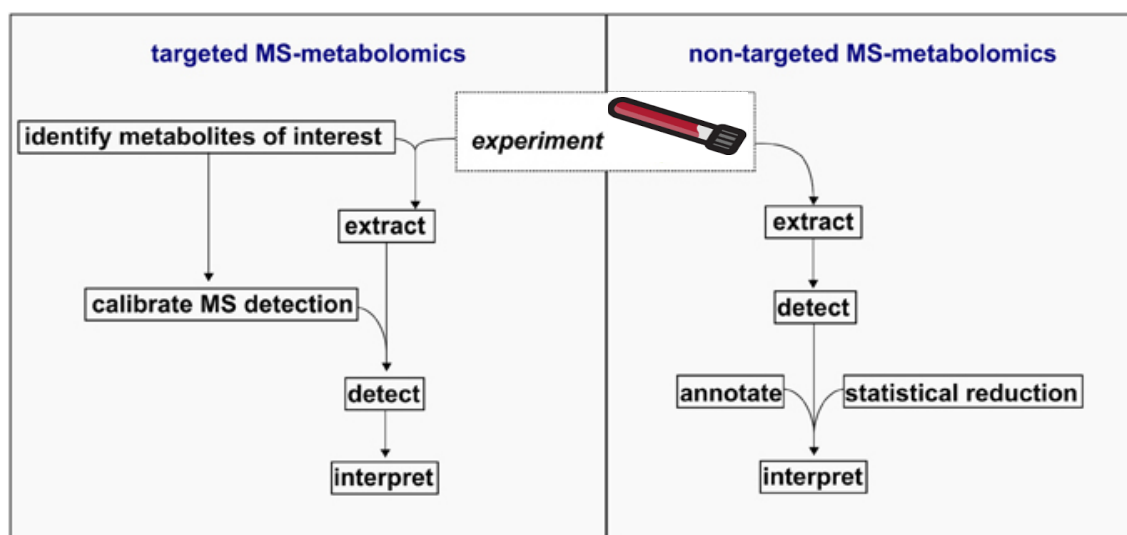 targeted MS-metabolomics
non-targeted MS-metabolomics
identify metabolites of interest
experiment
extract
calibrate MS detection
detect
interpret
extract
detect
annotate
statistical reduction
interpret